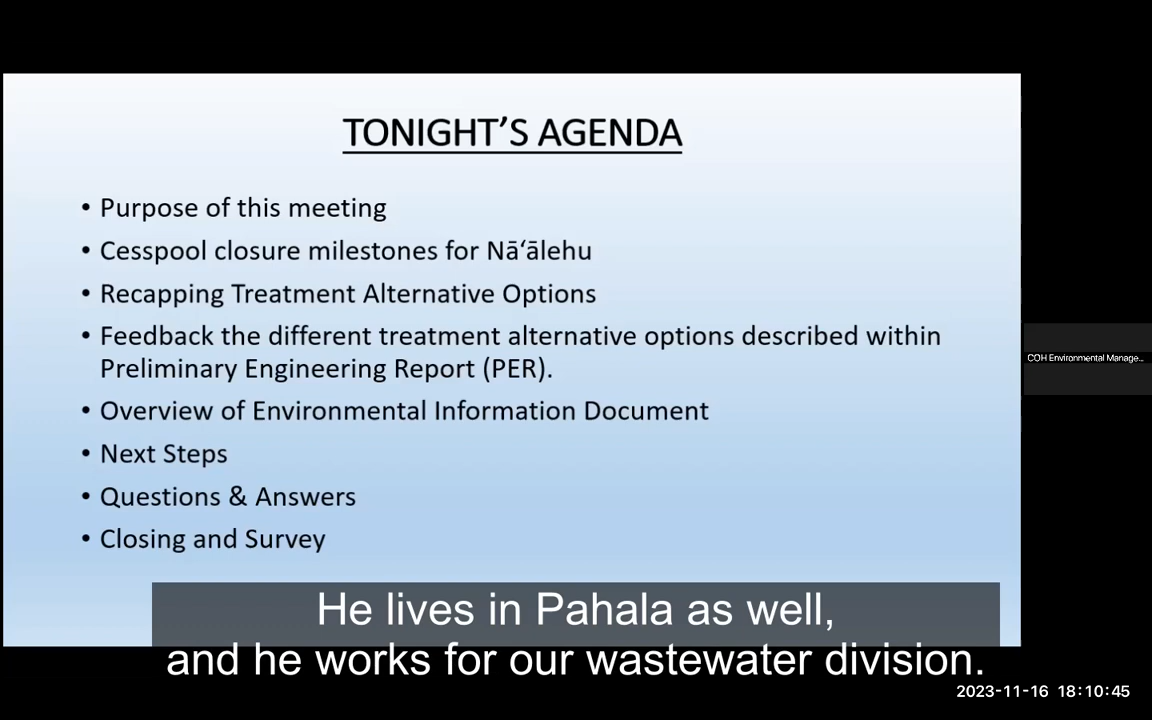 TONIGHT’S AGENDA
• Purpose of this meeting
• Cesspool closure milestones for Nā‘ālehu
• Recapping Treatment Alternative Options
• Feedback the different treatment alternative options described within
Preliminary Engineering Report (PER).
• Overview of Environmental Information Document
• Next Steps
• Questions & Answers
• Closing and Survey
COH Environmental Manage...
He lives in Pahala as well,
and he works for our wastewater division.
2023-11-16 18:10:45